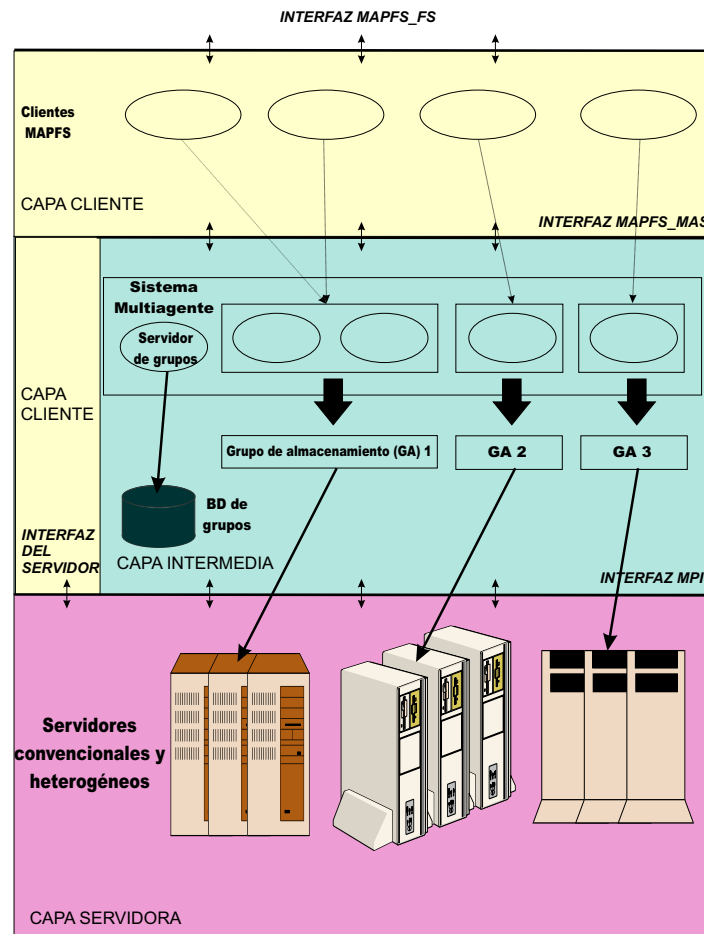 INTERFAZ MAPFS_FS
Clientes
MAPFS
CAPA CLIENTE
INTERFAZ MAPFS_MAS
Sistema
Multiagente
Servidor
de grupos
CAPA
CLIENTE
Grupo de almacenamiento (GA) 1
GA 2
GA 3
BD de
grupos
INTERFAZ
DEL
SERVIDOR
CAPA INTERMEDIA
INTERFAZ MPI
Servidores
convencionales y
heterogéneos
CAPA SERVIDORA